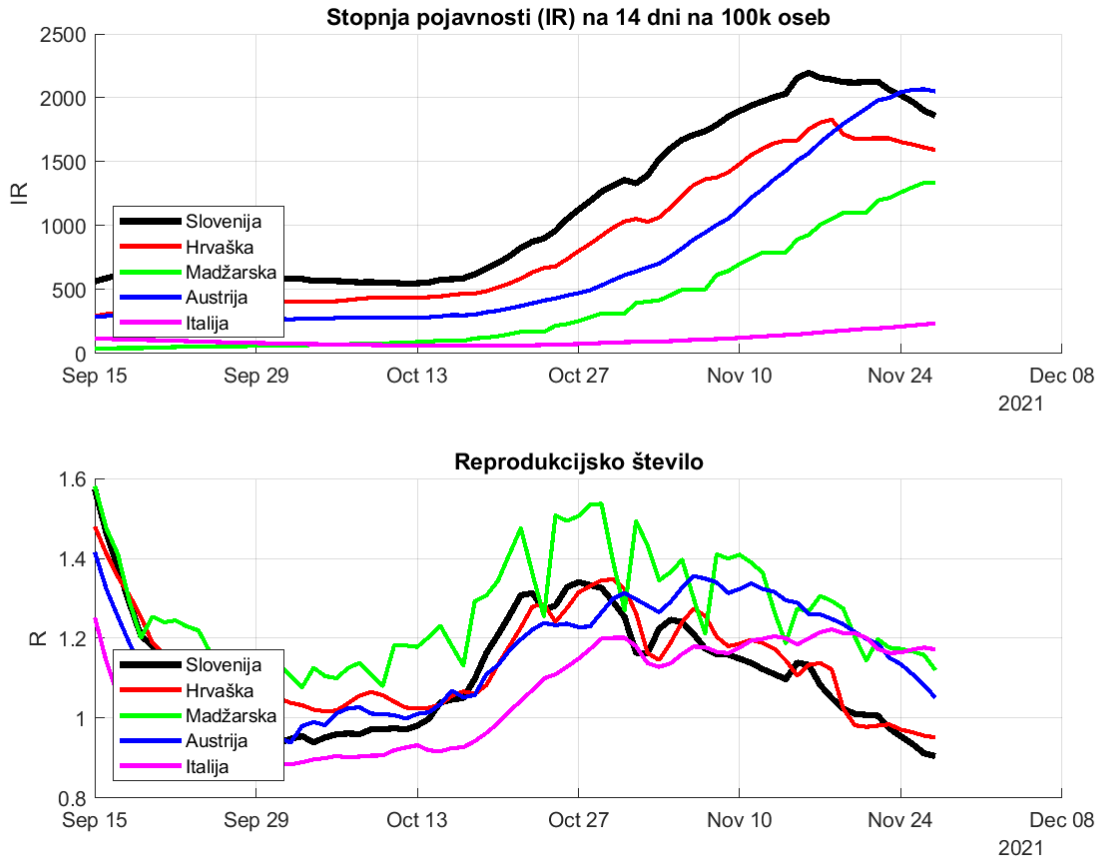 Stopnja pojavnosti (IR) na 14 dni na 100k oseb
2500
2000
1500
1000
500
0
IR
Slovenija
Hrvaška
Madžarska
Austrija
Italija
Sep 15 Sep 29 Oct 13 Oct 27 Nov 10 Nov 24 Dec 08
2021
Reprodukcijsko število
1.6
1.4
1.2
1
0.8
R
Slovenija
Hrvaška
Madžarska
Austrija
Italija
Sep 15 Sep 29 Oct 13 Oct 27 Nov 10 Nov 24 Dec 08
2021